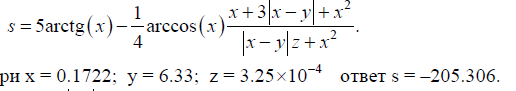 s = 5arctg(x) − 1/4 arccos(x) (x + 3|x − y| + x²)/(|x − y|z + x²).
ри x = 0.1722; y = 6.33; z = 3.25×10⁻⁴ ответ s = –205.306.